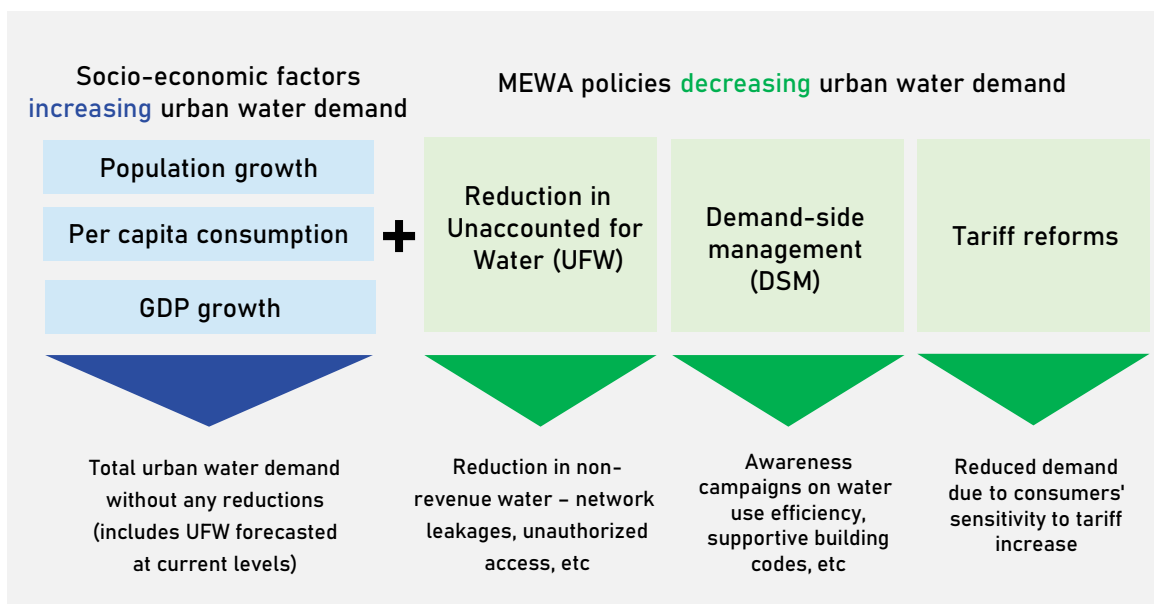 Socio-economic factors
increasing urban water demand
Population growth
Per capita consumption
GDP growth
Total urban water demand
without any reductions
(includes UFW forecasted
at current levels)
+
MEWA policies decreasing urban water demand
Reduction in
Unaccounted for
Water (UFW)
Reduction in non-
revenue water – network
leakages, unauthorized
access, etc
Demand-side
management
(DSM)
Awareness
campaigns on water
use efficiency,
supportive building
codes, etc
Tariff reforms
Reduced demand
due to consumers'
sensitivity to tariff
increase